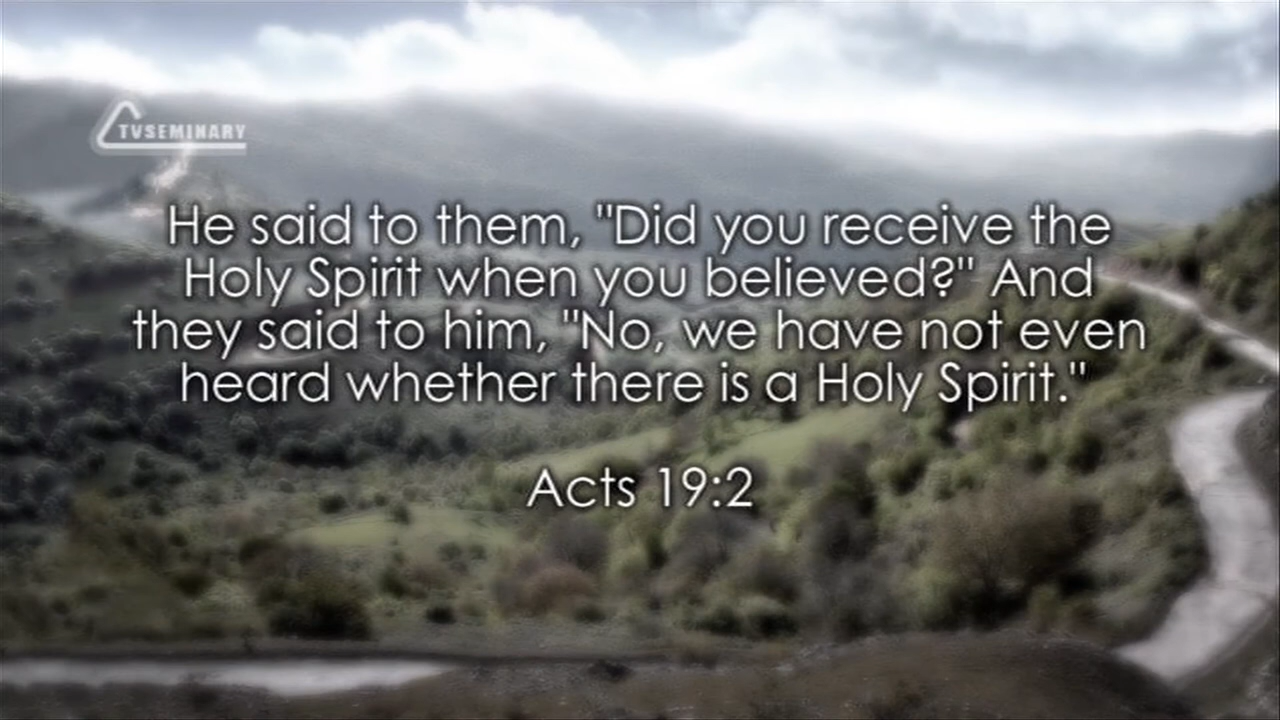 TVSEMINARY
He said to them, "Did you receive the
Holy Spirit when you believed?" And
they said to him, "No, we have not even
heard whether there is a Holy Spirit."
Acts 19:2